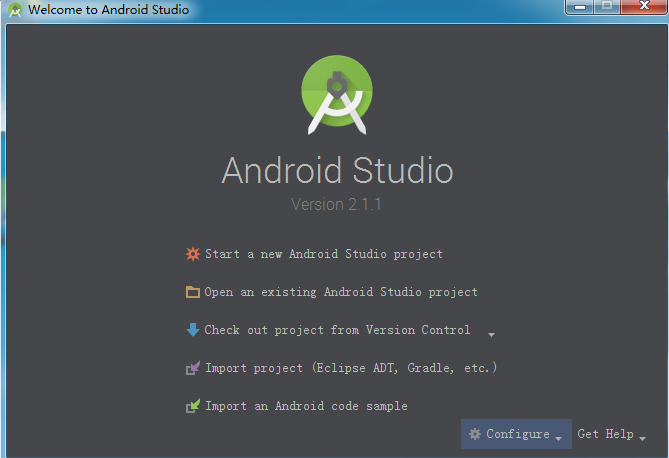 Welcome to Android Studio
Android Studio
Version 2.1.1
Start a new Android Studio project
Open an existing Android Studio project
Check out project from Version Control
Import project (Eclipse ADT, Gradle, etc.)
Import an Android code sample
Configure Get Help